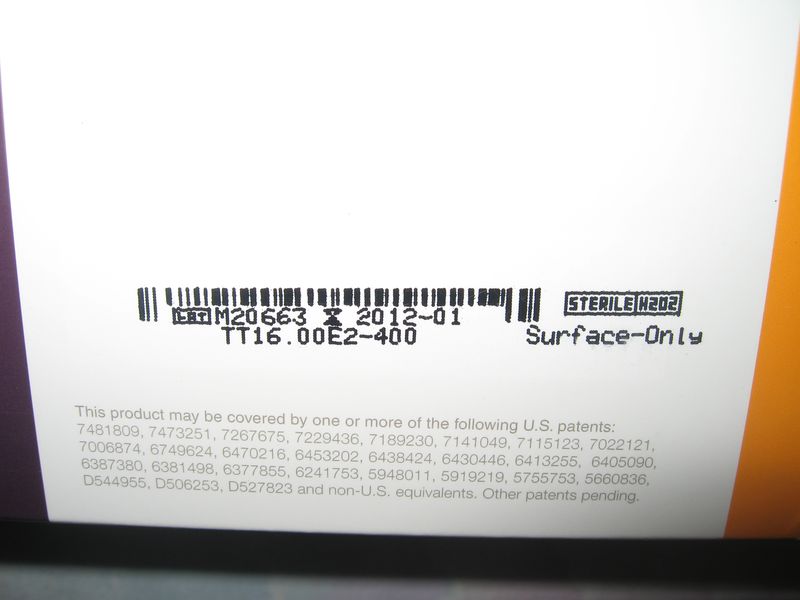 STERILE H2O2
LOT M20663 2012-01
TT16.00E2-400
Surface-Only
This product may be covered by one or more of the following U.S. patents:
7481809, 7473251, 7267675, 7229436, 7189230, 7141049, 7115123, 7022121,
7006874, 6749624, 6470216, 6453202, 6438424, 6430446, 6413255, 6405090,
6387380, 6381498, 6377855, 6241753, 5948011, 5919219, 5755753, 5660836,
D544955, D506253, D527823 and non-U.S. equivalents. Other patents pending.